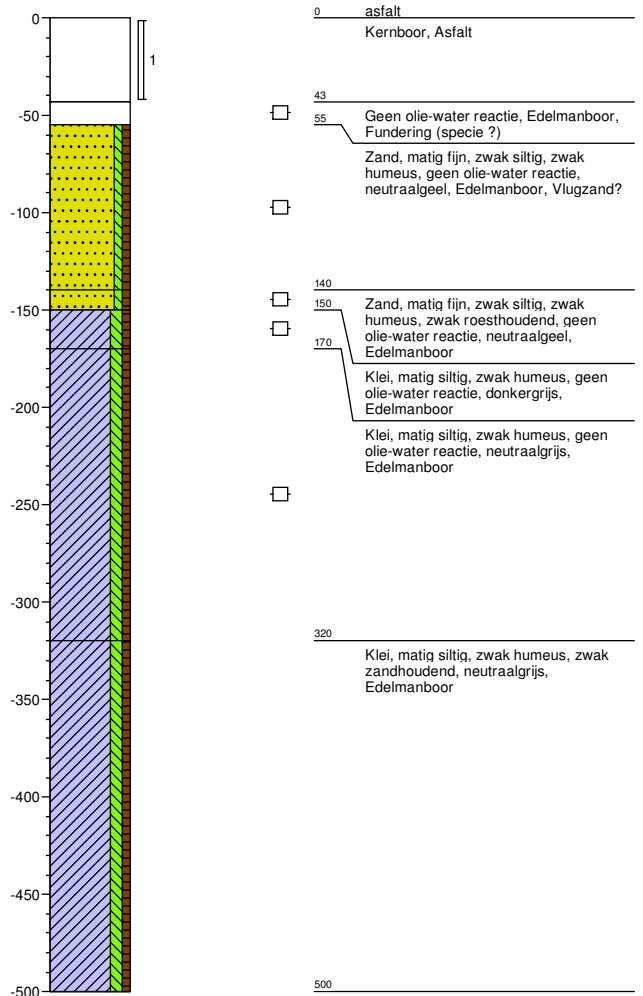 0
-50
-100
-150
-200
-250
-300
-350
-400
-450
-500
1
0 asfalt
Kernboor, Asfalt
43
Geen olie-water reactie, Edelmanboor,
Fundering (specie ?)
55
Zand, matig fijn, zwak siltig, zwak
humeus, geen olie-water reactie,
neutraalgeel, Edelmanboor, Vlugzand?
140
Zand, matig fijn, zwak siltig, zwak
humeus, zwak roesthoudend, geen
olie-water reactie, neutraalgeel,
Edelmanboor
150
Klei, matig siltig, zwak humeus, geen
olie-water reactie, donkergrijs,
Edelmanboor
170
Klei, matig siltig, zwak humeus, geen
olie-water reactie, neutraalgrijs,
Edelmanboor
320
Klei, matig siltig, zwak humeus, zwak
zandhoudend, neutraalgrijs,
Edelmanboor
500